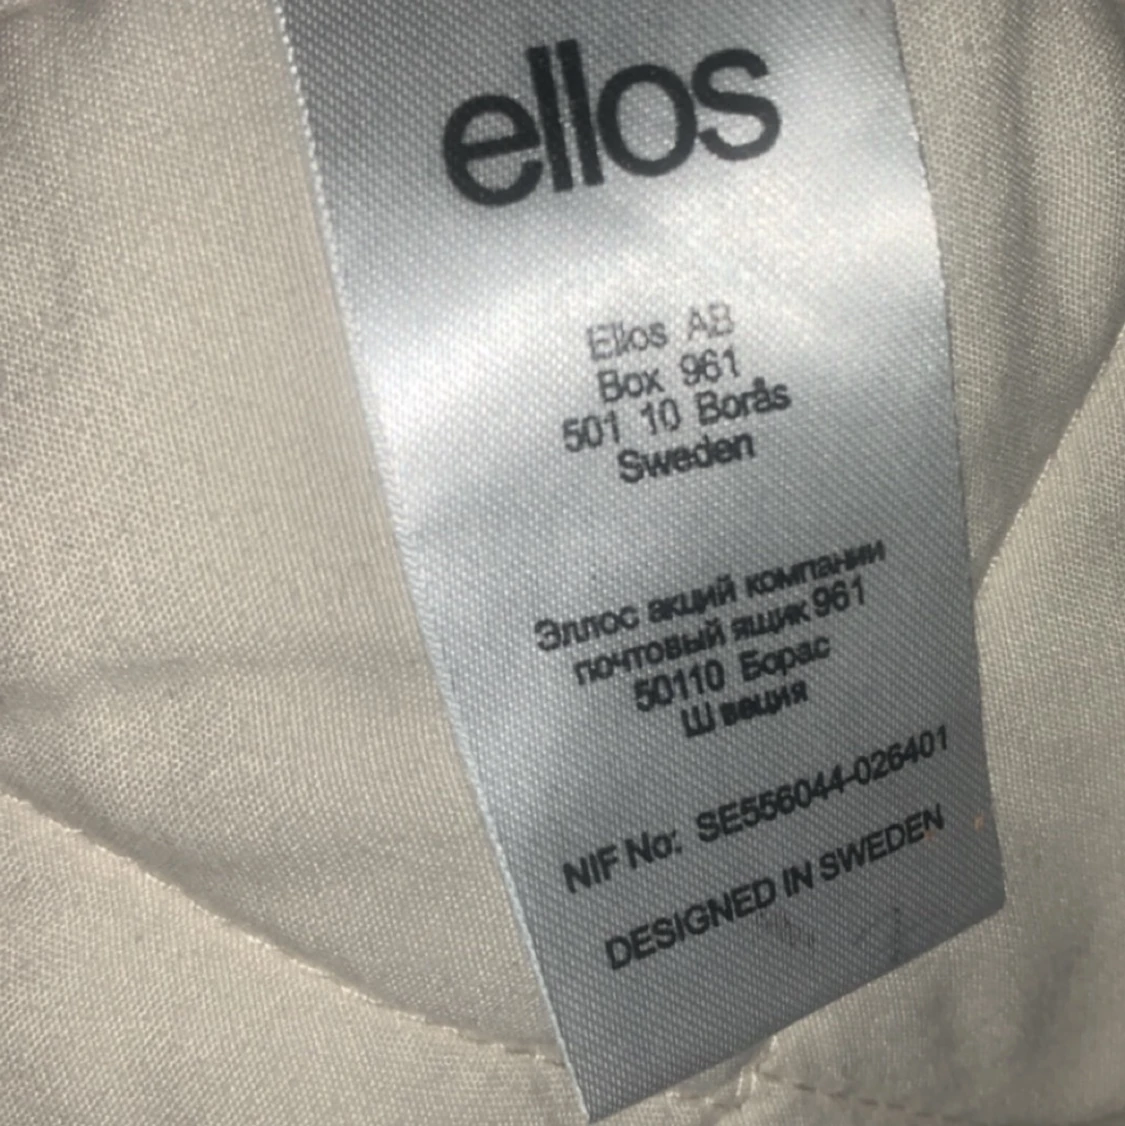 ellos
Ellos AB
Box 961
501 10 Borås
Sweden
Эллос акций компании
почтовый ящик 961
50110 Борас
Швеция
NIF No: SE556044-026401
DESIGNED IN SWEDEN